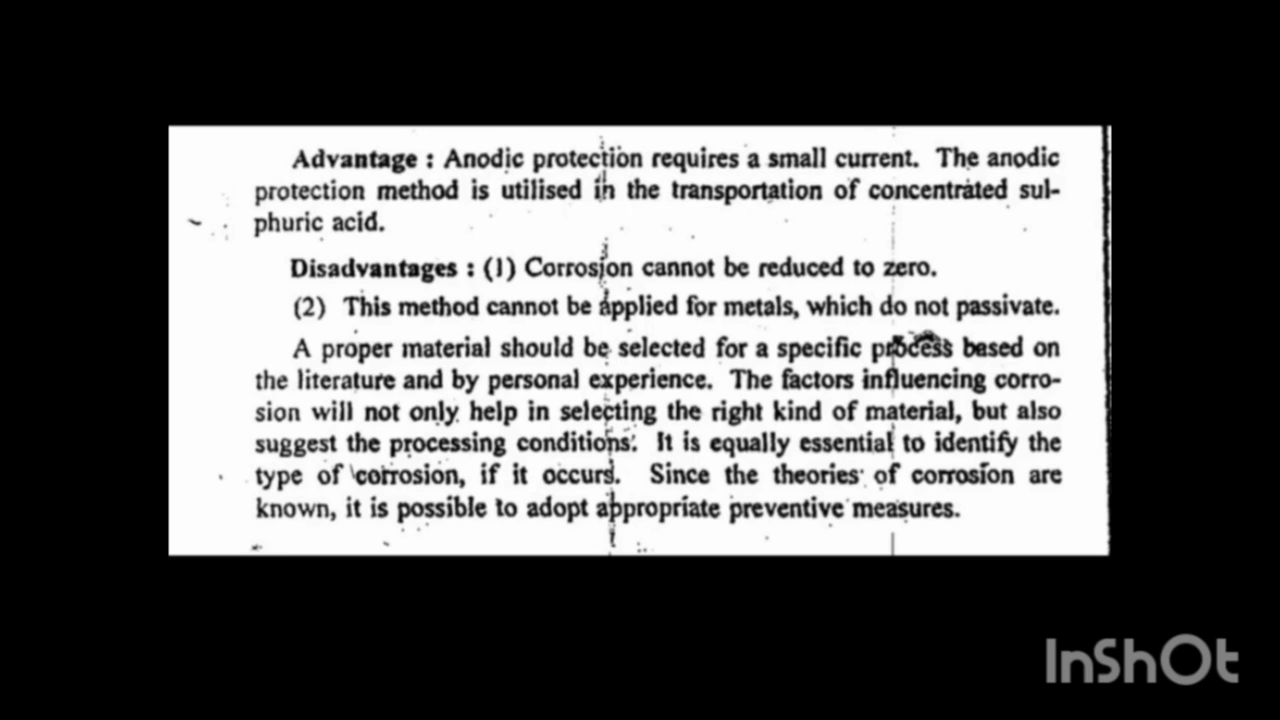 Advantage : Anodic protection requires a small current. The anodic
protection method is utilised in the transportation of concentrated sul-
phuric acid.
Disadvantages : (1) Corrosion cannot be reduced to zero.
(2) This method cannot be applied for metals, which do not passivate.
A proper material should be selected for a specific process based on
the literature and by personal experience. The factors influencing corro-
sion will not only help in selecting the right kind of material, but also
suggest the processing conditions. It is equally essential to identify the
type of corrosion, if it occurs. Since the theories of corrosion are
known, it is possible to adopt appropriate preventive measures.
InShOt